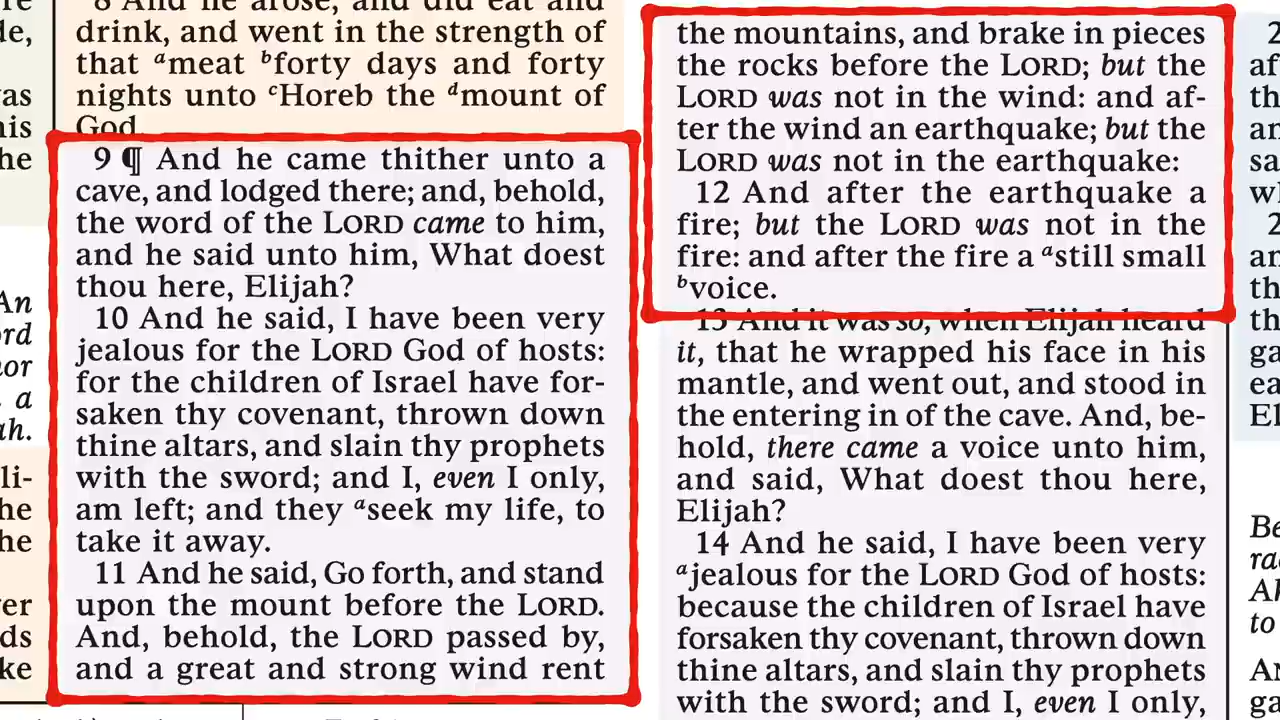 8 And he arose, and did eat and
drink, and went in the strength of
that ᵃmeat ᵇforty days and forty
nights unto ᶜHoreb the ᵈmount of
God.
9 ¶ And he came thither unto a
cave, and lodged there; and, behold,
the word of the LORD came to him,
and he said unto him, What doest
thou here, Elijah?
10 And he said, I have been very
jealous for the LORD God of hosts:
for the children of Israel have for-
saken thy covenant, thrown down
thine altars, and slain thy prophets
with the sword; and I, even I only,
am left; and they ᵃseek my life, to
take it away.
11 And he said, Go forth, and stand
upon the mount before the LORD.
And, behold, the LORD passed by,
and a great and strong wind rent
the mountains, and brake in pieces
the rocks before the LORD; but the
LORD was not in the wind: and af-
ter the wind an earthquake; but the
LORD was not in the earthquake:
12 And after the earthquake a
fire; but the LORD was not in the
fire: and after the fire a ᵃstill small
ᵇvoice.
13 And it was so, when Elijah heard
it, that he wrapped his face in his
mantle, and went out, and stood in
the entering in of the cave. And, be-
hold, there came a voice unto him,
and said, What doest thou here,
Elijah?
14 And he said, I have been very
ᵃjealous for the LORD God of hosts:
because the children of Israel have
forsaken thy covenant, thrown down
thine altars, and slain thy prophets
with the sword; and I, even I only,